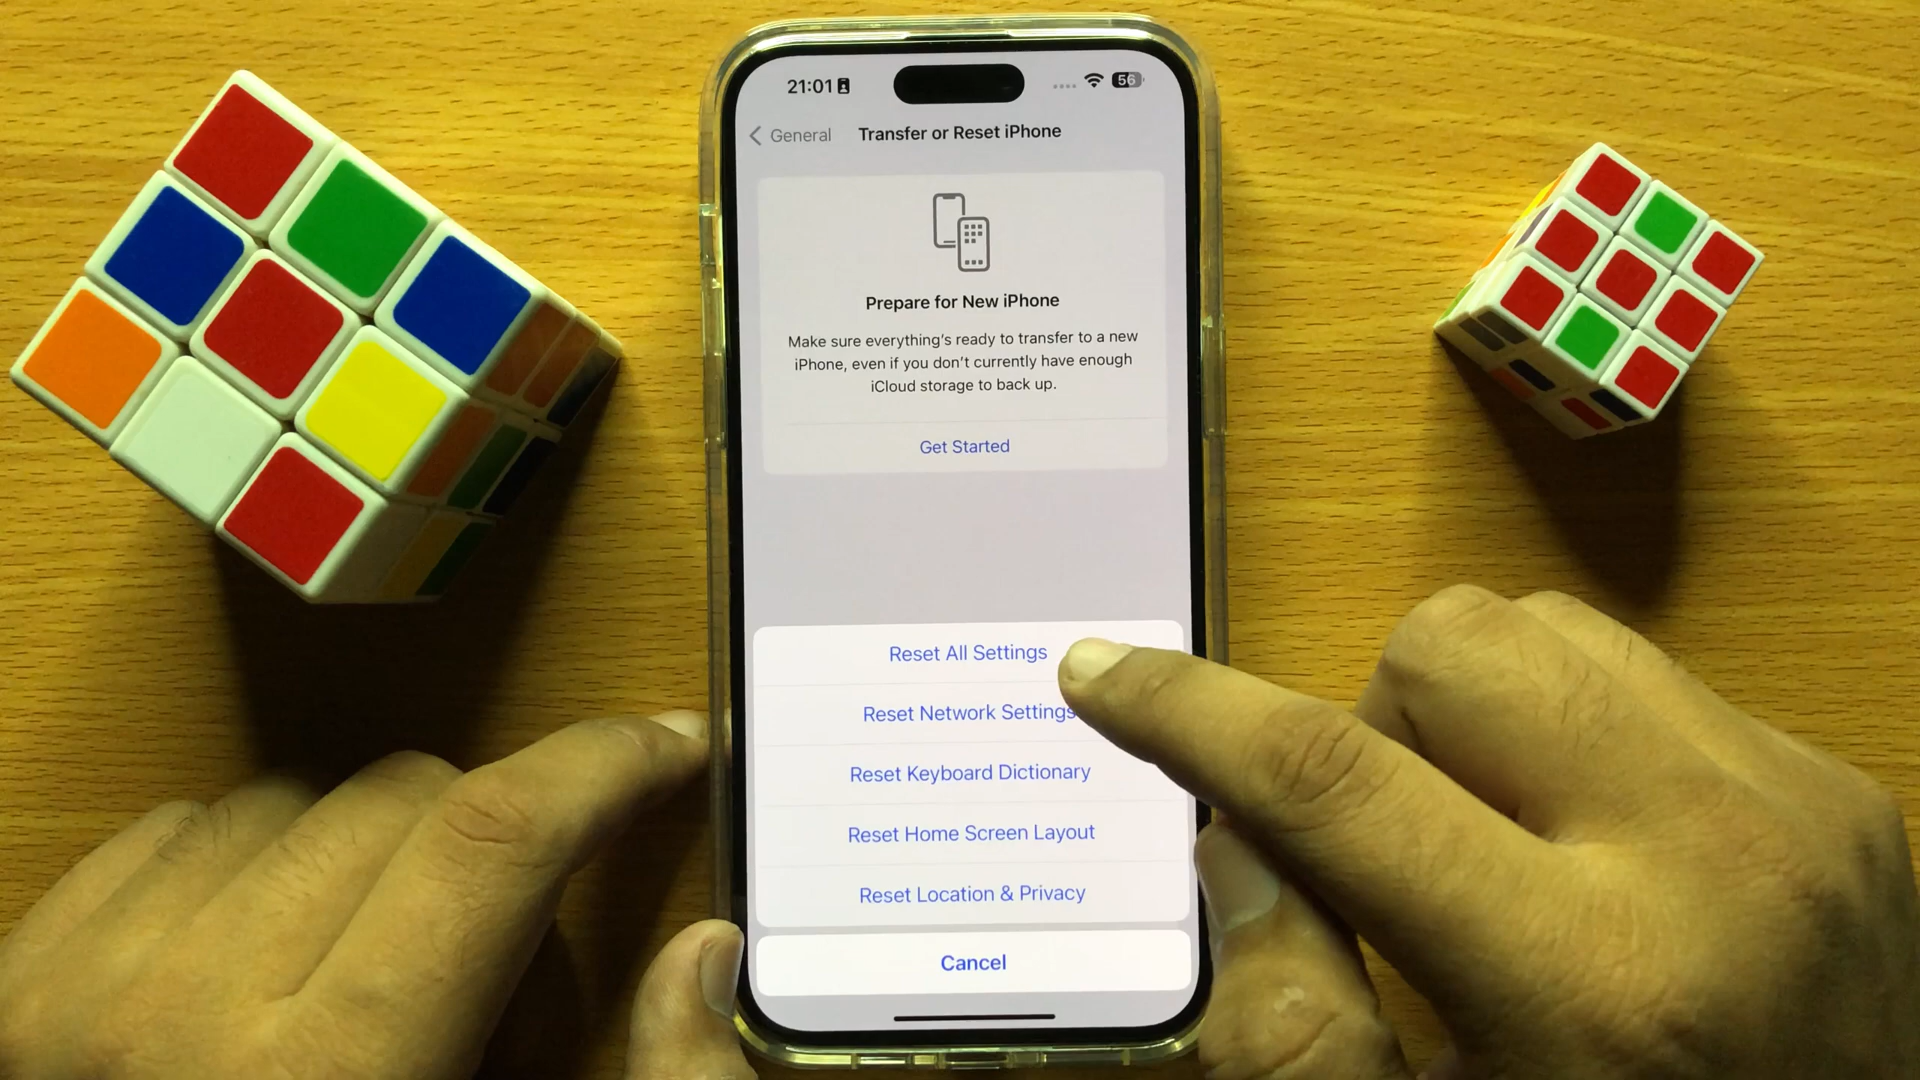 21:01
56
General
Transfer or Reset iPhone
Prepare for New iPhone
Make sure everything's ready to transfer to a new
iPhone, even if you don't currently have enough
iCloud storage to back up.
Get Started
Reset All Settings
Reset Network Settings
Reset Keyboard Dictionary
Reset Home Screen Layout
Reset Location & Privacy
Cancel